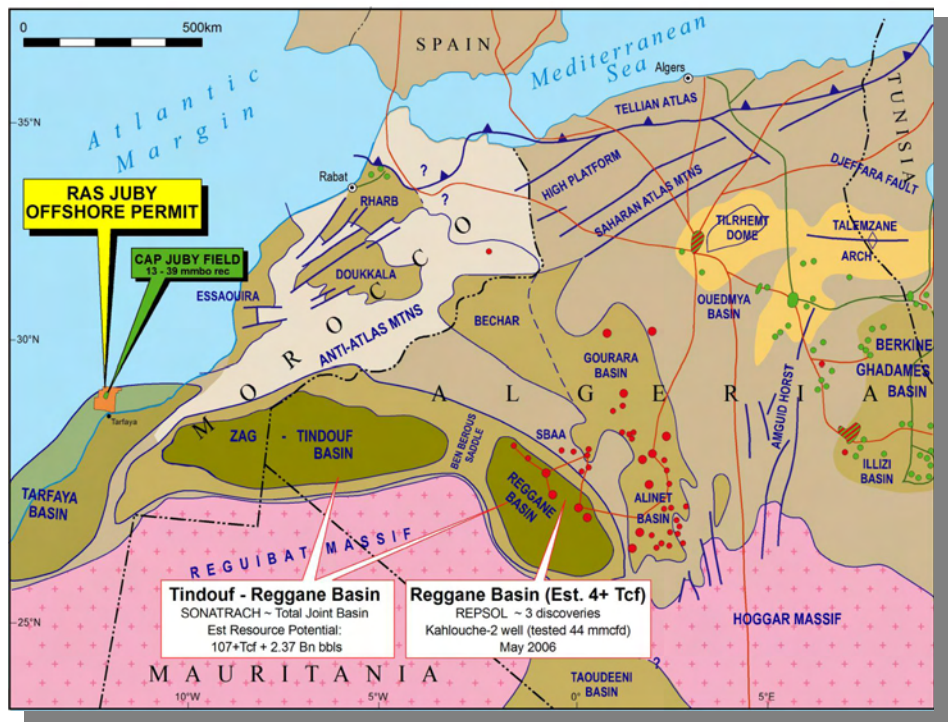 0 500km
SPAIN
Mediterranean
Sea
Algers
TUNISIA
TELLIAN ATLAS
Atlantic
Margin
35°N
?
Rabat
?
HIGH PLATFORM
SAHARAN ATLAS MTNS
DJEFFARA FAULT
RAS JUBY
OFFSHORE PERMIT
RHARB
TILRHEMT
DOME
TALEMZANE
ARCH
CAP JUBY FIELD
13 - 39 mmbo rec
DOUKKALA
ESSAOUIRA
OUEDMYA
BASIN
MOROCCO
ANTI-ATLAS MTNS
BECHAR
30°N
BERKINE
GHADAMES
BASIN
GOURARA
BASIN
ALGERIA
AMGUID HORST
Tarfaya
ZAG - TINDOUF
BASIN
BEN BEROUS
SADDLE
SBAA
ILLIZI
BASIN
TARFAYA
BASIN
REGGANE
BASIN
ALINET
BASIN
REGUIBAT MASSIF
Tindouf - Reggane Basin
SONATRACH ~ Total Joint Basin
Est Resource Potential:
107+Tcf + 2.37 Bn bbls
Reggane Basin (Est. 4+ Tcf)
REPSOL ~ 3 discoveries
Kahlouche-2 well (tested 44 mmcfd)
May 2006
HOGGAR MASSIF
25°N
MAURITANIA
?
TAOUDEENI
BASIN
10°W
5°W
0°
5°E